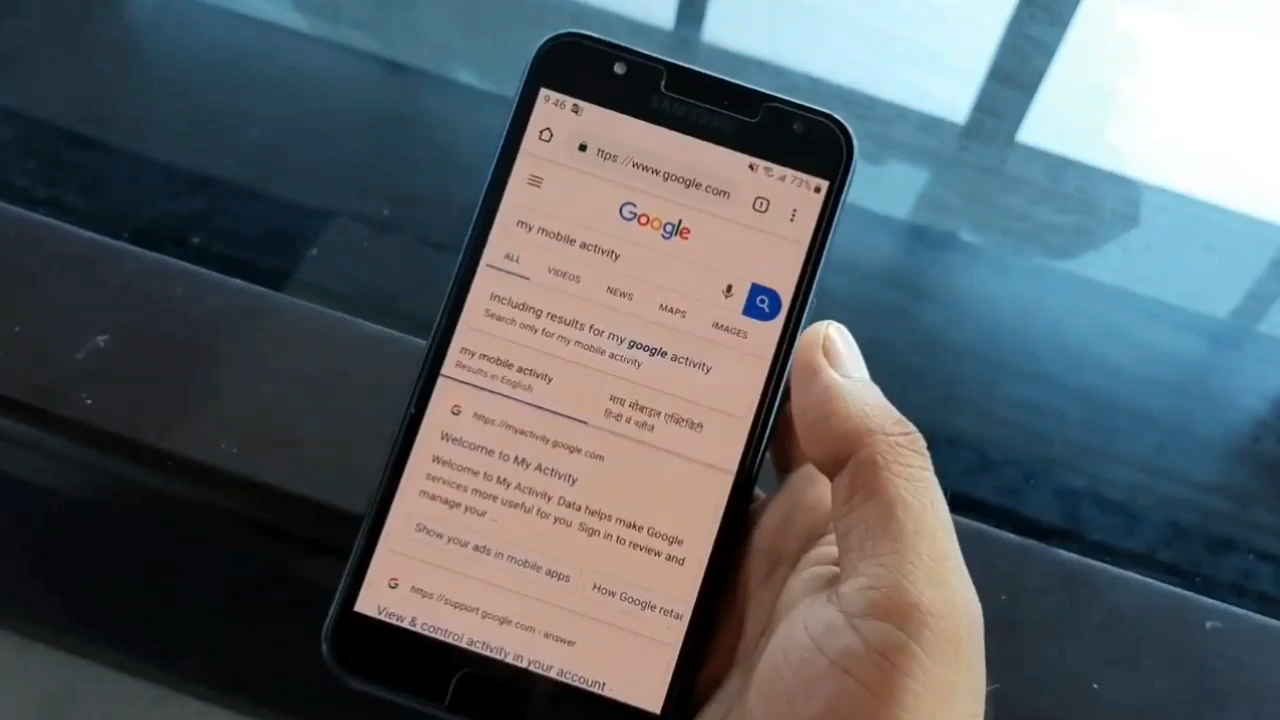 SAMSUNG
9:46
73%
ttps://www.google.com
1
Google
my mobile activity
ALL VIDEOS NEWS MAPS IMAGES
Including results for my google activity
Search only for my mobile activity
my mobile activity
Results in English
माय मोबाइल एक्टिविटी
हिन्दी में नतीजे
https://myactivity.google.com
Welcome to My Activity
Welcome to My Activity. Data helps make Google
services more useful for you. Sign in to review and
manage your ...
Show your ads in mobile apps
How Google retai
https://support.google.com › answer
View & control activity in your account